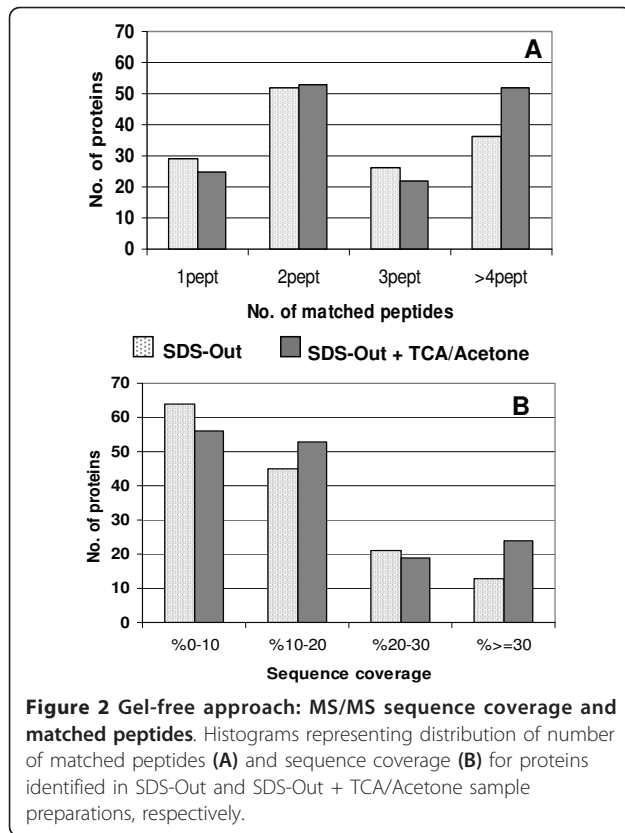 A
70
60
50
40
30
20
10
0
No. of proteins
1pept 2pept 3pept >4pept
No. of matched peptides
SDS-Out SDS-Out + TCA/Acetone
B
70
60
50
40
30
20
10
0
No. of proteins
%0-10 %10-20 %20-30 %>=30
Sequence coverage
Figure 2 Gel-free approach: MS/MS sequence coverage and
matched peptides. Histograms representing distribution of number
of matched peptides (A) and sequence coverage (B) for proteins
identified in SDS-Out and SDS-Out + TCA/Acetone sample
preparations, respectively.